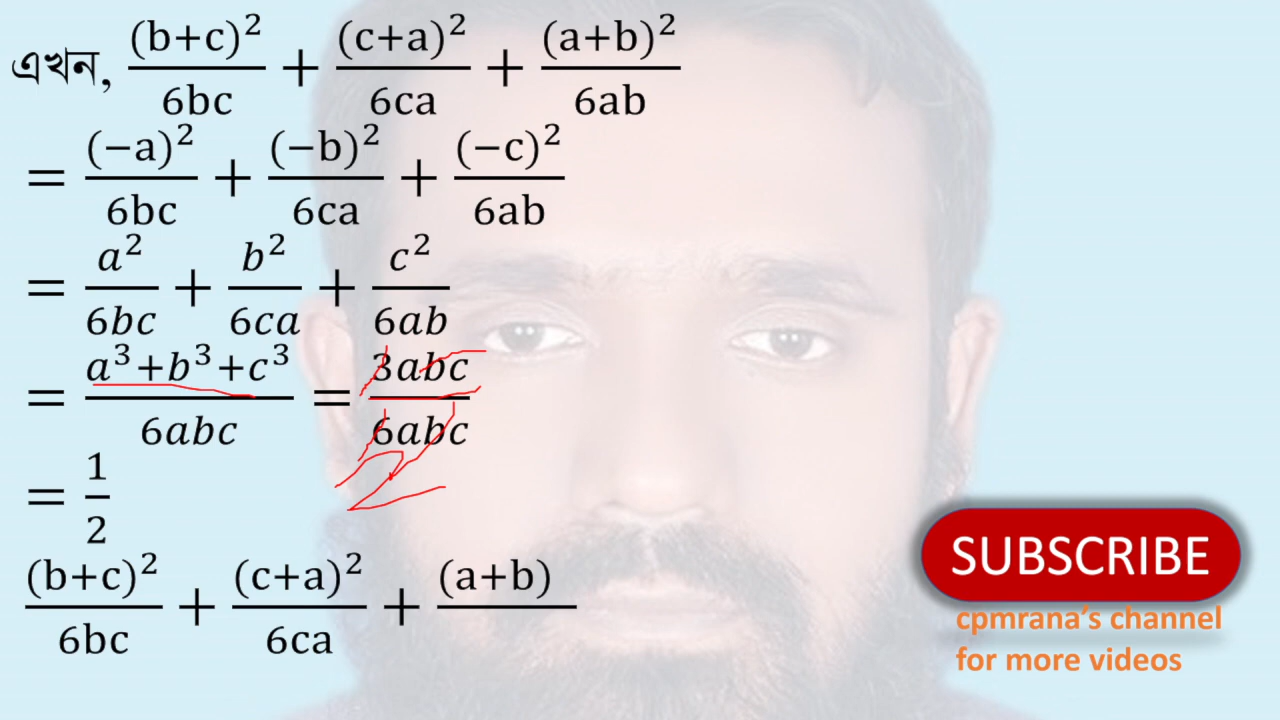 এখন, (b+c)²/6bc + (c+a)²/6ca + (a+b)²/6ab
= (−a)²/6bc + (−b)²/6ca + (−c)²/6ab
= a²/6bc + b²/6ca + c²/6ab
= a³+b³+c³/6abc = 3abc/6abc
2
= 1/2
(b+c)²/6bc + (c+a)²/6ca + (a+b)
SUBSCRIBE
cpmrana's channel
for more videos